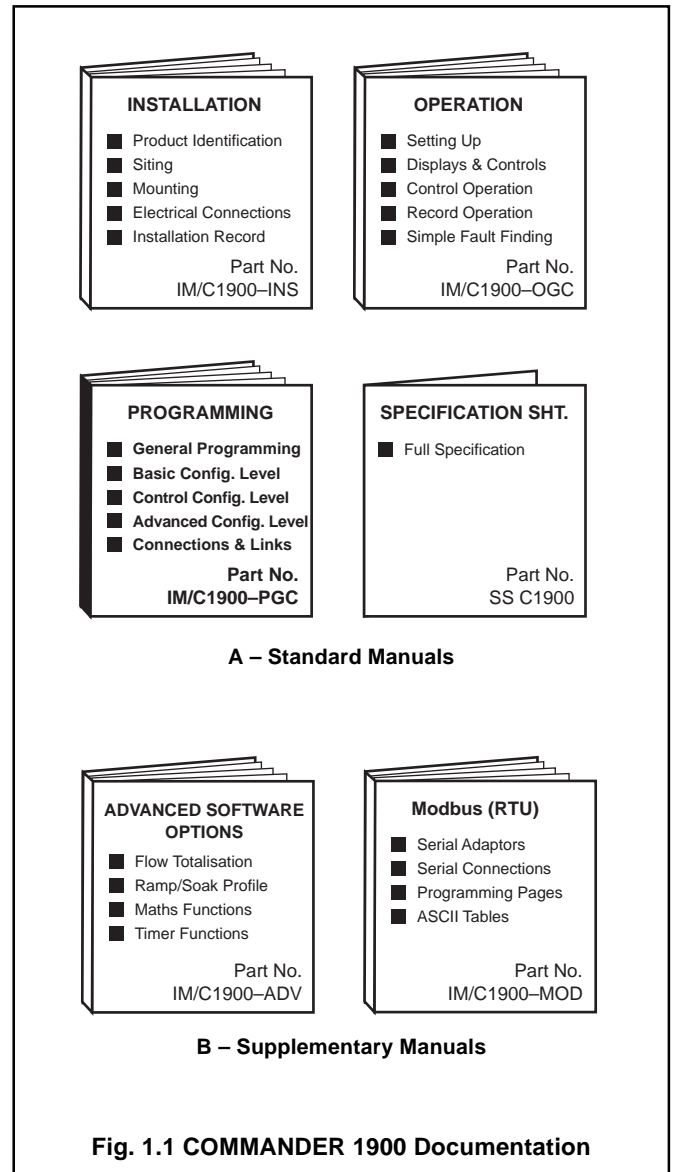 INSTALLATION
Product Identification
Siting
Mounting
Electrical Connections
Installation Record
Part No.
IM/C1900–INS
OPERATION
Setting Up
Displays & Controls
Control Operation
Record Operation
Simple Fault Finding
Part No.
IM/C1900–OGC
PROGRAMMING
General Programming
Basic Config. Level
Control Config. Level
Advanced Config. Level
Connections & Links
Part No.
IM/C1900–PGC
SPECIFICATION SHT.
Full Specification
Part No.
SS C1900
A – Standard Manuals
ADVANCED SOFTWARE
OPTIONS
Flow Totalisation
Ramp/Soak Profile
Maths Functions
Timer Functions
Part No.
IM/C1900–ADV
Modbus (RTU)
Serial Adaptors
Serial Connections
Programming Pages
ASCII Tables
Part No.
IM/C1900–MOD
B – Supplementary Manuals
Fig. 1.1 COMMANDER 1900 Documentation